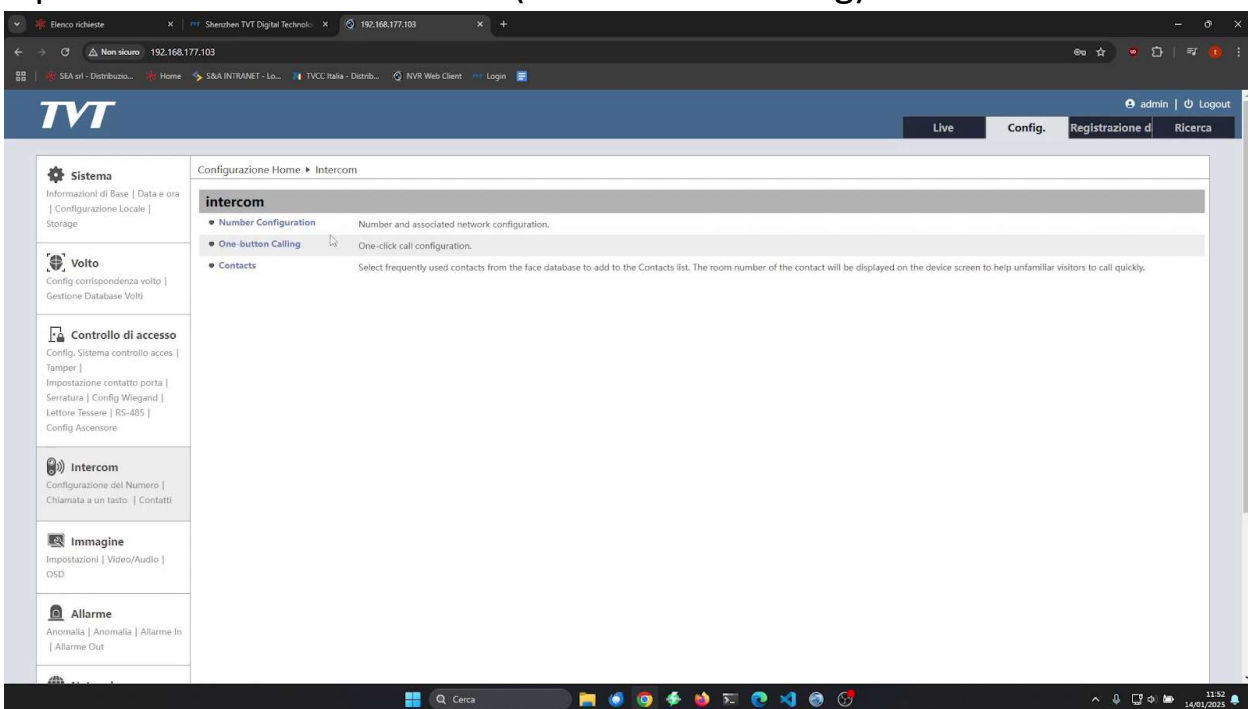 Elenco richieste
Shenzhen TVT Digital Technolo
192.168.177.103
Non sicuro 192.168.177.103
SEA srl - Distribuzio... Home S&A INTRANET - Lo... TVCC Italia - Distrib... NVR Web Client Login
TVT
admin | Logout
Live Config. Registrazione d Ricerca
Sistema
Informazioni di Base | Data e ora
| Configurazione Locale |
Storage
Volto
Config corrispondenza volto |
Gestione Database Volti
Controllo di accesso
Config. Sistema controllo acces |
Tamper |
Impostazione contatto porta |
Serratura | Config Wiegand |
Lettore Tessere | RS-485 |
Config Ascensore
Intercom
Configurazione del Numero |
Chiamata a un tasto | Contatti
Immagine
Impostazioni | Video/Audio |
OSD
Allarme
Anomalia | Anomalia | Allarme In
| Allarme Out
Configurazione Home ▸ Intercom
intercom
Number Configuration Number and associated network configuration.
One-button Calling One-click call configuration.
Contacts Select frequently used contacts from the face database to add to the Contacts list. The room number of the contact will be displayed on the device screen to help unfamiliar visitors to call quickly.
Cerca
11:52
14/01/2025